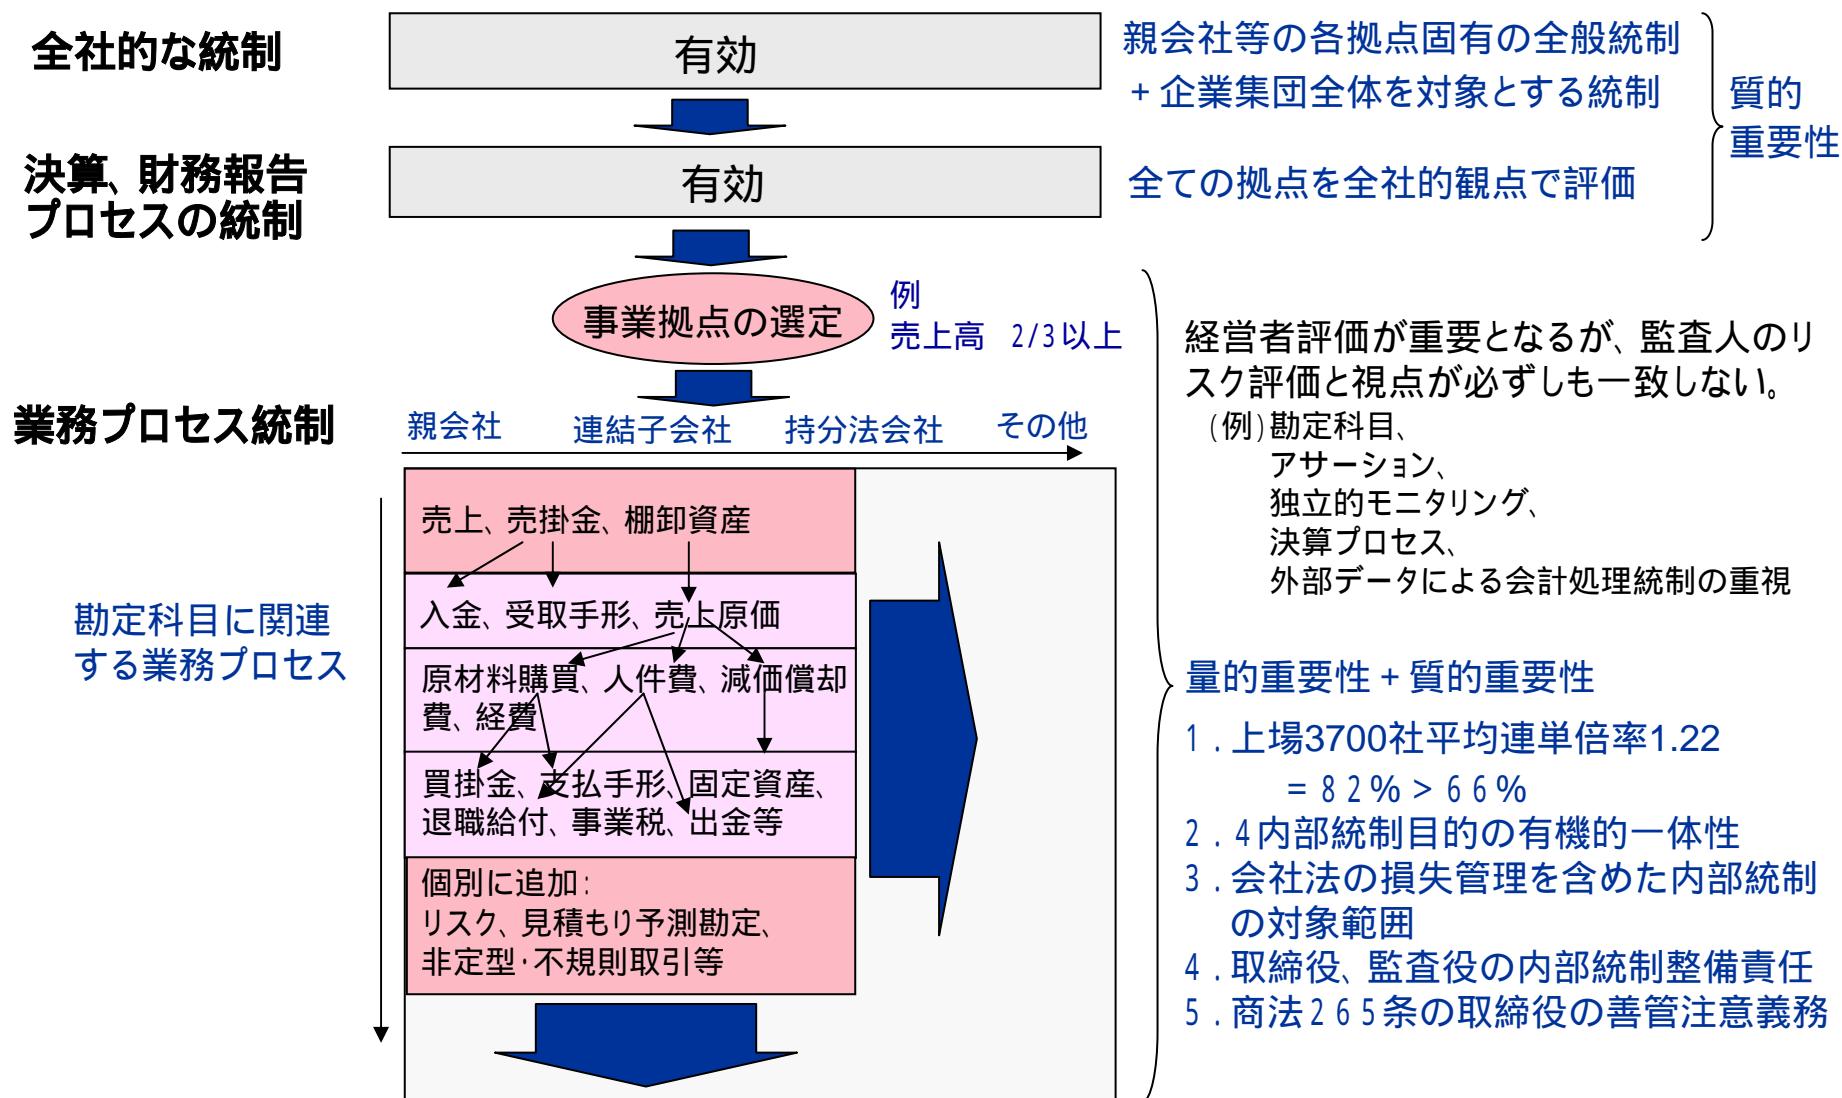 全社的な統制
有効
親会社等の各拠点固有の全般統制
+企業集団全体を対象とする統制
質的
重要性
決算、財務報告
プロセスの統制
有効
全ての拠点を全社的観点で評価
事業拠点の選定
例
売上高 2/3以上
業務プロセス統制
親会社 連結子会社 持分法会社 その他
経営者評価が重要となるが、監査人のリ
スク評価と視点が必ずしも一致しない。
(例)勘定科目、
アサーション、
独立的モニタリング、
決算プロセス、
外部データによる会計処理統制の重視
勘定科目に関連
する業務プロセス
売上、売掛金、棚卸資産
入金、受取手形、売上原価
原材料購買、人件費、減価償却
費、経費
買掛金、支払手形、固定資産、
退職給付、事業税、出金等
個別に追加:
リスク、見積もり予測勘定、
非定型・不規則取引等
量的重要性+質的重要性
1.上場3700社平均連単倍率1.22
=82%>66%
2.4内部統制目的の有機的一体性
3.会社法の損失管理を含めた内部統制
の対象範囲
4.取締役、監査役の内部統制整備責任
5.商法265条の取締役の善管注意義務